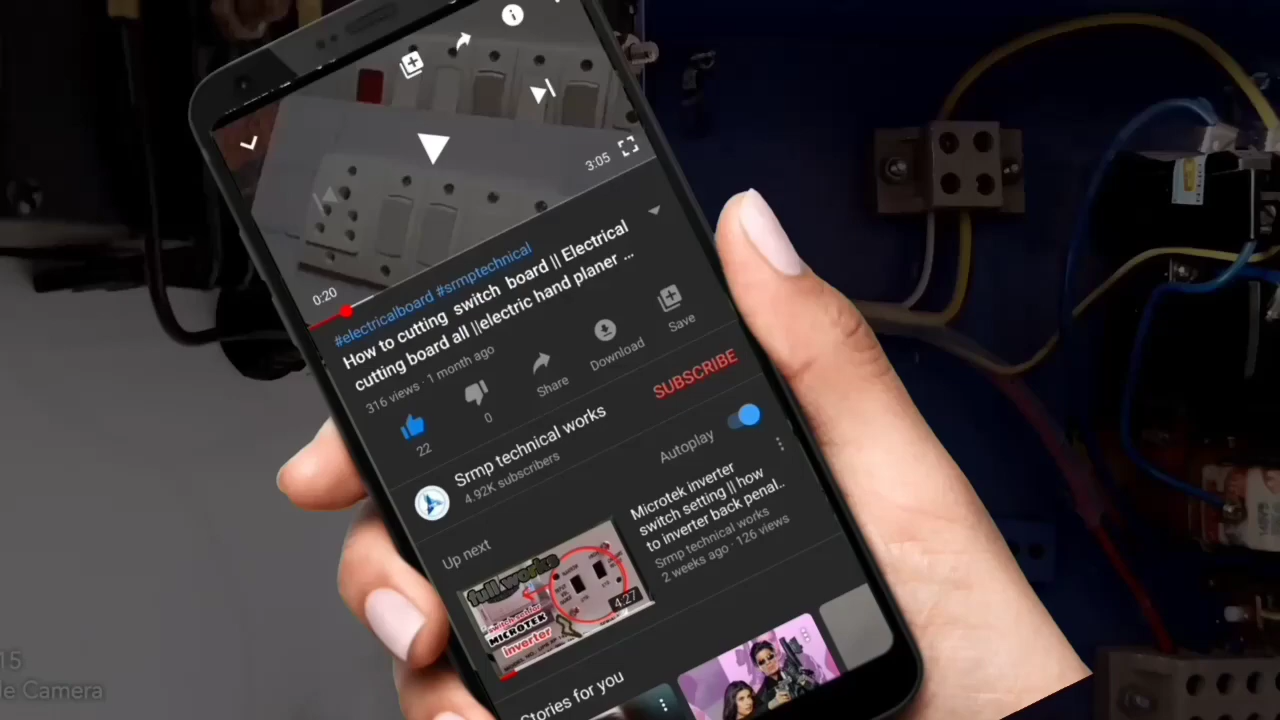 3:05
0:20
#electricalboard #srmptechnical
How to cutting switch board || Electrical
cutting board all ||electric hand planer ...
316 views · 1 month ago
22
0
Share
Download
Save
Srmp technical works
4.92K subscribers
SUBSCRIBE
Autoplay
Up next
Microtek inverter
switch setting || how
to inverter back penal..
Srmp technical works
2 weeks ago · 126 views
full works
MICROTEK
Inverter
4:27
Stories for you
15
le Camera